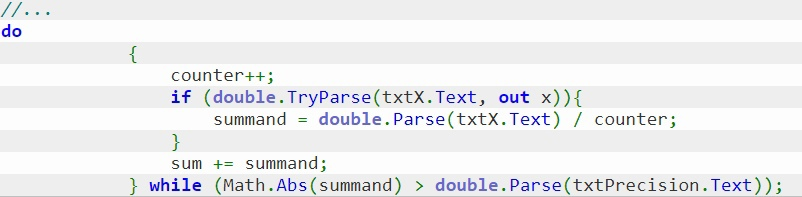 //...
do
{
counter++;
if (double.TryParse(txtX.Text, out x)){
summand = double.Parse(txtX.Text) / counter;
}
sum += summand;
} while (Math.Abs(summand) > double.Parse(txtPrecision.Text));